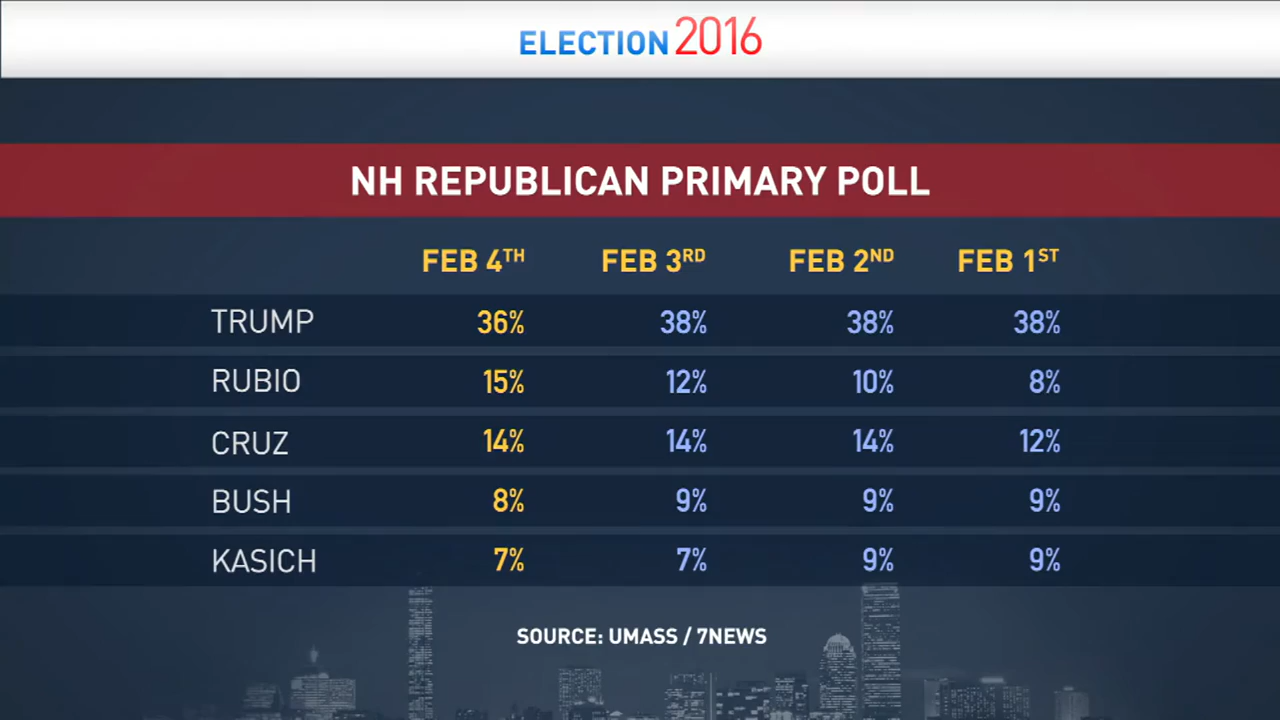 ELECTION 2016
NH REPUBLICAN PRIMARY POLL
FEB 4TH FEB 3RD FEB 2ND FEB 1ST
TRUMP 36% 38% 38% 38%
RUBIO 15% 12% 10% 8%
CRUZ 14% 14% 14% 12%
BUSH 8% 9% 9% 9%
KASICH 7% 7% 9% 9%
SOURCE: UMASS / 7NEWS